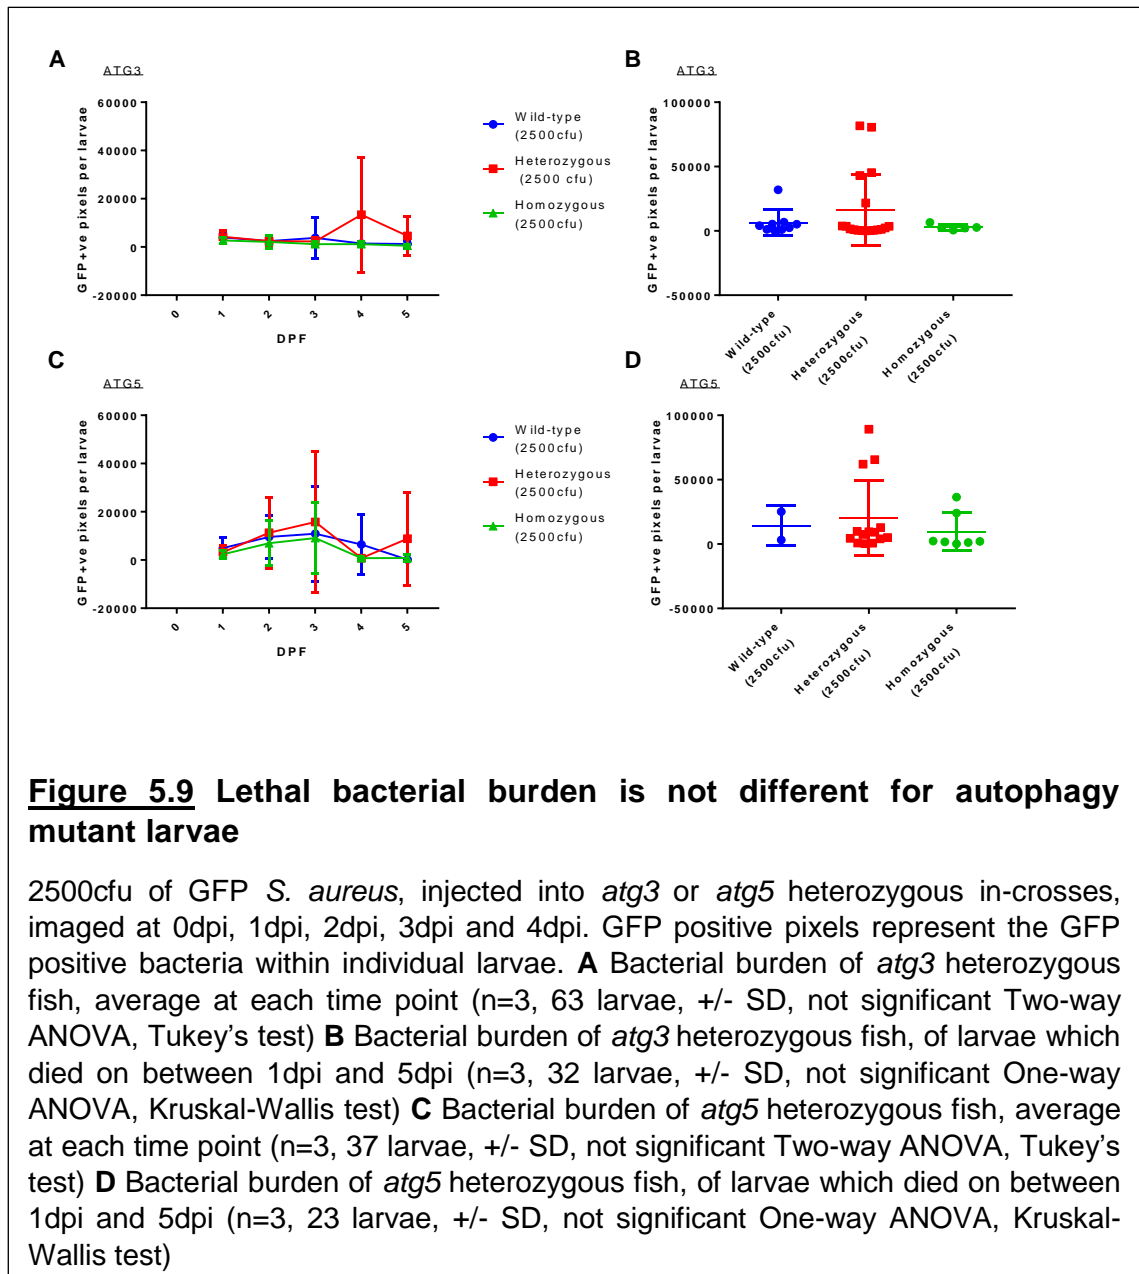 A
ATG3
GFP+ve pixels per larvae
60000
40000
20000
0
-20000
0
1
2
3
4
5
DPF
Wild-type
(2500cfu)
Heterozygous
(2500 cfu)
Homozygous
(2500cfu)
B
ATG3
GFP+ve pixels per larvae
100000
50000
0
-50000
Wild-type
(2500cfu)
Heterozygous
(2500cfu)
Homozygous
(2500cfu)
C
ATG5
GFP+ve pixels per larvae
60000
40000
20000
0
-20000
0
1
2
3
4
5
DPF
Wild-type
(2500cfu)
Heterozygous
(2500cfu)
Homozygous
(2500cfu)
D
ATG5
GFP+ve pixels per larvae
100000
50000
0
-50000
Wild-type
(2500cfu)
Heterozygous
(2500cfu)
Homozygous
(2500cfu)
Figure 5.9 Lethal bacterial burden is not different for autophagy
mutant larvae
2500cfu of GFP S. aureus, injected into atg3 or atg5 heterozygous in-crosses,
imaged at 0dpi, 1dpi, 2dpi, 3dpi and 4dpi. GFP positive pixels represent the GFP
positive bacteria within individual larvae. A Bacterial burden of atg3 heterozygous
fish, average at each time point (n=3, 63 larvae, +/- SD, not significant Two-way
ANOVA, Tukey's test) B Bacterial burden of atg3 heterozygous fish, of larvae which
died on between 1dpi and 5dpi (n=3, 32 larvae, +/- SD, not significant One-way
ANOVA, Kruskal-Wallis test) C Bacterial burden of atg5 heterozygous fish, average
at each time point (n=3, 37 larvae, +/- SD, not significant Two-way ANOVA, Tukey's
test) D Bacterial burden of atg5 heterozygous fish, of larvae which died on between
1dpi and 5dpi (n=3, 23 larvae, +/- SD, not significant One-way ANOVA, Kruskal-
Wallis test)